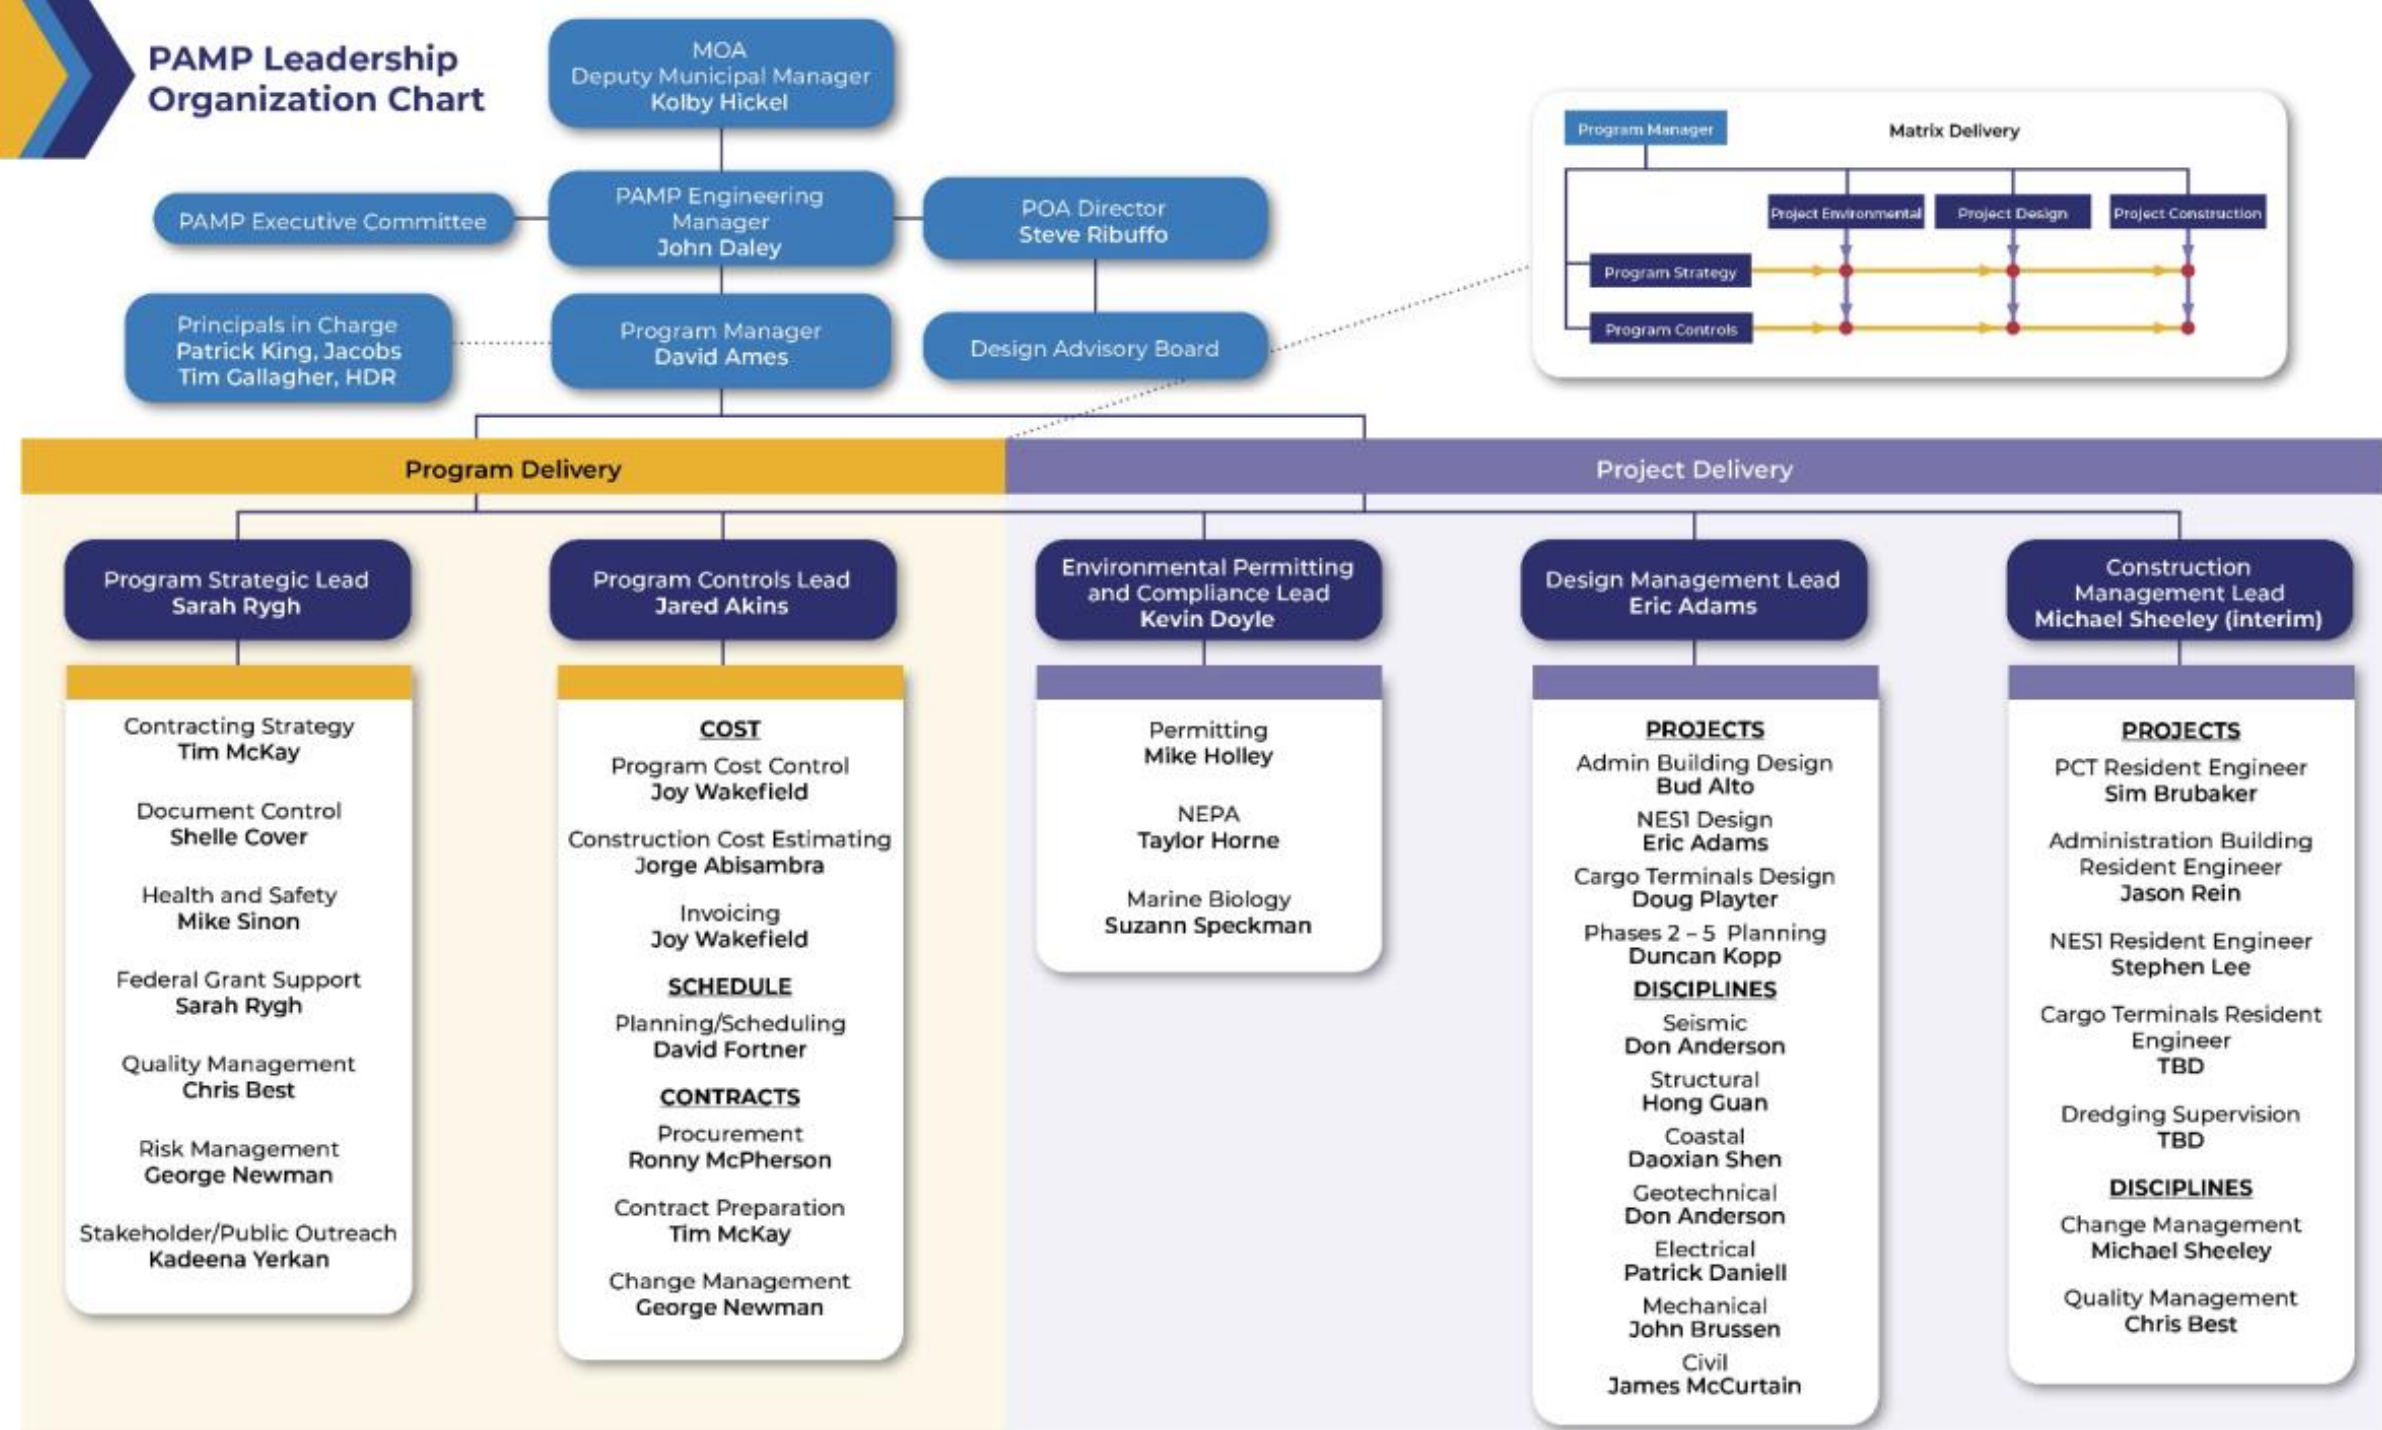 PAMP Leadership
Organization Chart
MOA
Deputy Municipal Manager
Kolby Hickel
PAMP Executive Committee
PAMP Engineering
Manager
John Daley
POA Director
Steve Ribuffo
Principals in Charge
Patrick King, Jacobs
Tim Gallagher, HDR
Program Manager
David Ames
Design Advisory Board
Program Manager
Matrix Delivery
Project Environmental
Project Design
Project Construction
Program Strategy
Program Controls
Program Delivery
Project Delivery
Program Strategic Lead
Sarah Rygh
Contracting Strategy
Tim McKay
Document Control
Shelle Cover
Health and Safety
Mike Sinon
Federal Grant Support
Sarah Rygh
Quality Management
Chris Best
Risk Management
George Newman
Stakeholder/Public Outreach
Kadeena Yerkan
Program Controls Lead
Jared Akins
COST
Program Cost Control
Joy Wakefield
Construction Cost Estimating
Jorge Abisambra
Invoicing
Joy Wakefield
SCHEDULE
Planning/Scheduling
David Fortner
CONTRACTS
Procurement
Ronny McPherson
Contract Preparation
Tim McKay
Change Management
George Newman
Environmental Permitting
and Compliance Lead
Kevin Doyle
Permitting
Mike Holley
NEPA
Taylor Horne
Marine Biology
Suzann Speckman
Design Management Lead
Eric Adams
PROJECTS
Admin Building Design
Bud Alto
NES1 Design
Eric Adams
Cargo Terminals Design
Doug Playter
Phases 2 – 5 Planning
Duncan Kopp
DISCIPLINES
Seismic
Don Anderson
Structural
Hong Guan
Coastal
Daoxian Shen
Geotechnical
Don Anderson
Electrical
Patrick Daniell
Mechanical
John Brussen
Civil
James McCurtain
Construction
Management Lead
Michael Sheeley (interim)
PROJECTS
PCT Resident Engineer
Sim Brubaker
Administration Building
Resident Engineer
Jason Rein
NES1 Resident Engineer
Stephen Lee
Cargo Terminals Resident
Engineer
TBD
Dredging Supervision
TBD
DISCIPLINES
Change Management
Michael Sheeley
Quality Management
Chris Best